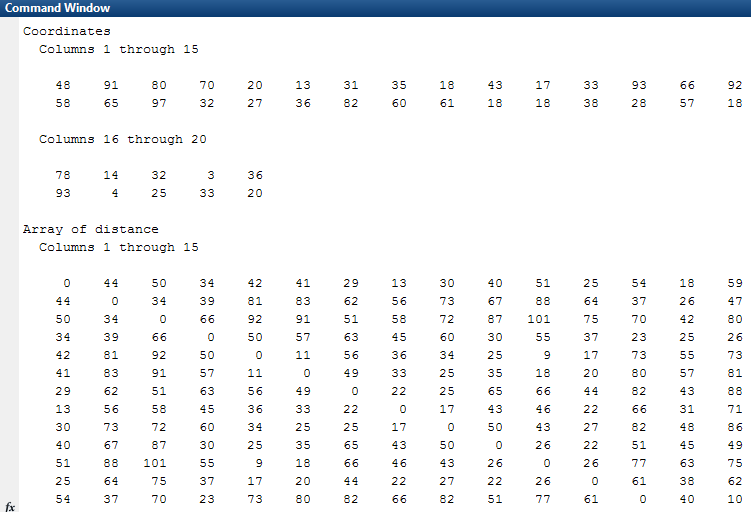 Command Window
Coordinates
Columns 1 through 15
48 91 80 70 20 13 31 35 18 43 17 33 93 66 92
58 65 97 32 27 36 82 60 61 18 18 38 28 57 18
Columns 16 through 20
78 14 32 3 36
93 4 25 33 20
Array of distance
Columns 1 through 15
0 44 50 34 42 41 29 13 30 40 51 25 54 18 59
44 0 34 39 81 83 62 56 73 67 88 64 37 26 47
50 34 0 66 92 91 51 58 72 87 101 75 70 42 80
34 39 66 0 50 57 63 45 60 30 55 37 23 25 26
42 81 92 50 0 11 56 36 34 25 9 17 73 55 73
41 83 91 57 11 0 49 33 25 35 18 20 80 57 81
29 62 51 63 56 49 0 22 25 65 66 44 82 43 88
13 56 58 45 36 33 22 0 17 43 46 22 66 31 71
30 73 72 60 34 25 25 17 0 50 43 27 82 48 86
40 67 87 30 25 35 65 43 50 0 26 22 51 45 49
51 88 101 55 9 18 66 46 43 26 0 26 77 63 75
25 64 75 37 17 20 44 22 27 22 26 0 61 38 62
54 37 70 23 73 80 82 66 82 51 77 61 0 40 10
fx